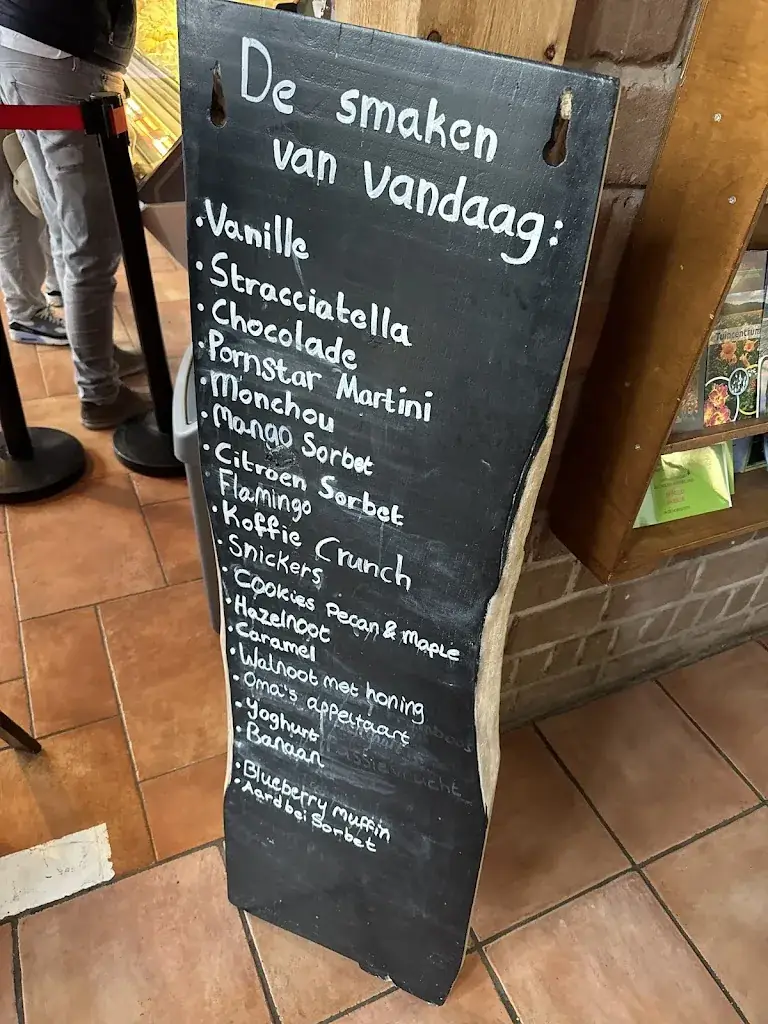 De smaken
van vandaag:
• Vanille
• Stracciatella
• Chocolade
• Pornstar Martini
• Monchou
• Mango Sorbet
• Citroen Sorbet
Flamingo
• Koffie Crunch
• Snickers
• Cookies Pecan & Maple
• Hazelnoot
• Caramel
• Walnoot met honing
• Oma's appeltaart
• Yoghurt
• Banaan
• Blueberry muffin
• Aardbei Sorbet
Tuincentrum